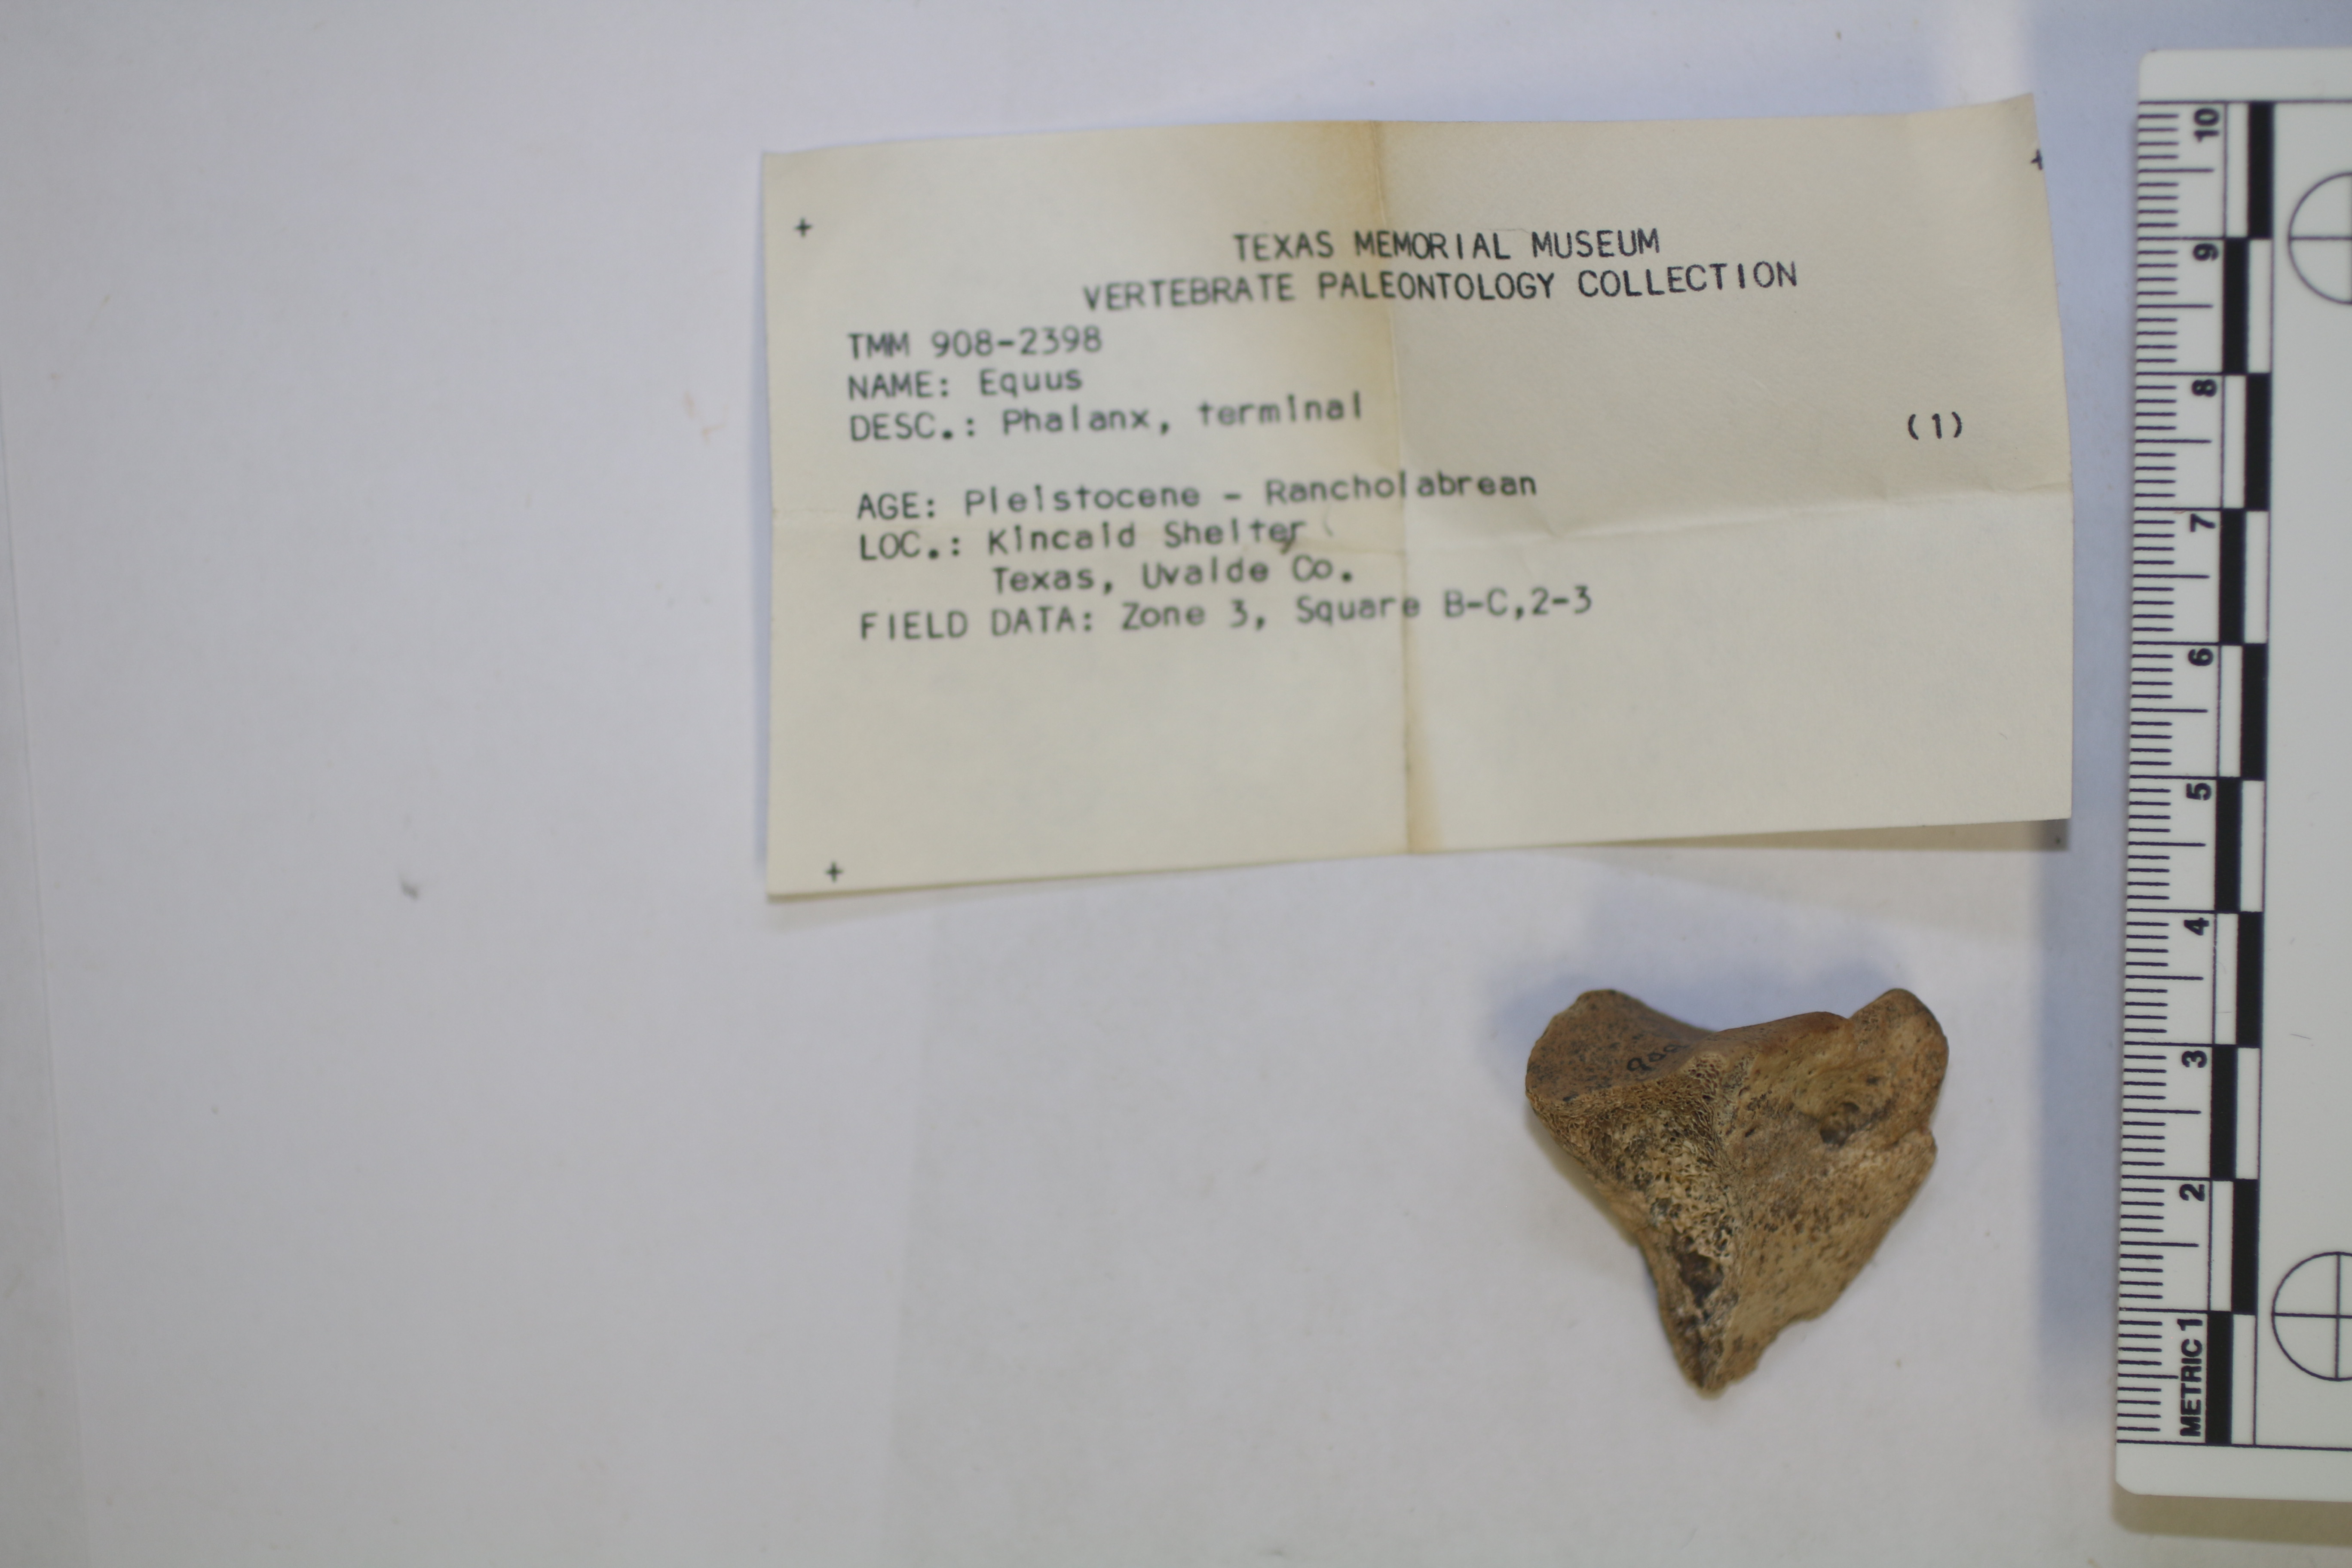 TEXAS MEMORIAL MUSEUM
VERTEBRATE PALEONTOLOGY COLLECTION
TMM 908-2398
NAME: Equus
DESC.: Phalanx, terminal
(1)
AGE: Pleistocene - Rancholabrean
LOC.: Kincaid Shelter
Texas, Uvalde Co.
FIELD DATA: Zone 3, Square B-C,2-3
10
9
8
7
6
5
4
3
2
METRIC 1